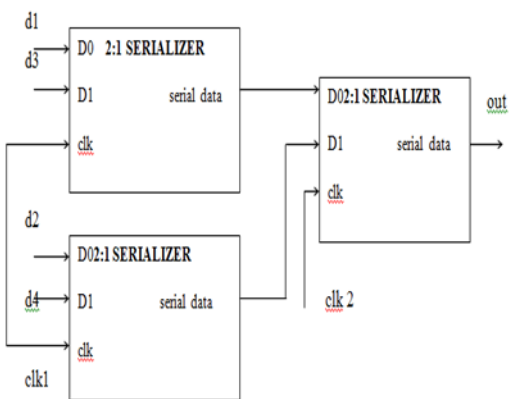 d1
D0 2:1 SERIALIZER
d3
D1 serial data
clk
D02:1 SERIALIZER
out
D1 serial data
clk
d2
D02:1 SERIALIZER
d4
D1 serial data
clk 2
clk
clk1